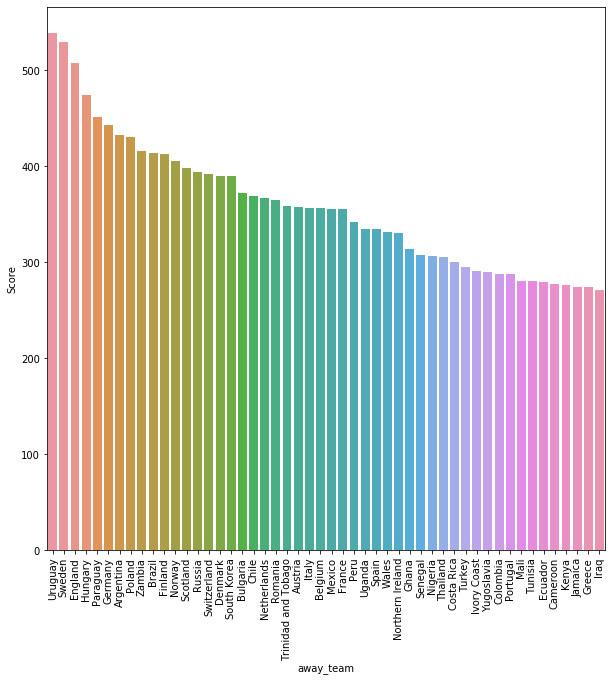 500
400
300
200
100
0
Score
Uruguay
Sweden
England
Hungary
Paraguay
Germany
Argentina
Poland
Zambia
Brazil
Finland
Norway
Scotland
Russia
Switzerland
Denmark
South Korea
Bulgaria
Chile
Netherlands
Romania
Trinidad and Tobago
Austria
Italy
Belgium
Mexico
France
Peru
Uganda
Spain
Wales
Northern Ireland
Ghana
Senegal
Nigeria
Thailand
Costa Rica
Turkey
Ivory Coast
Yugoslavia
Colombia
Portugal
Mali
Tunisia
Ecuador
Cameroon
Kenya
Jamaica
Greece
Iraq
away_team